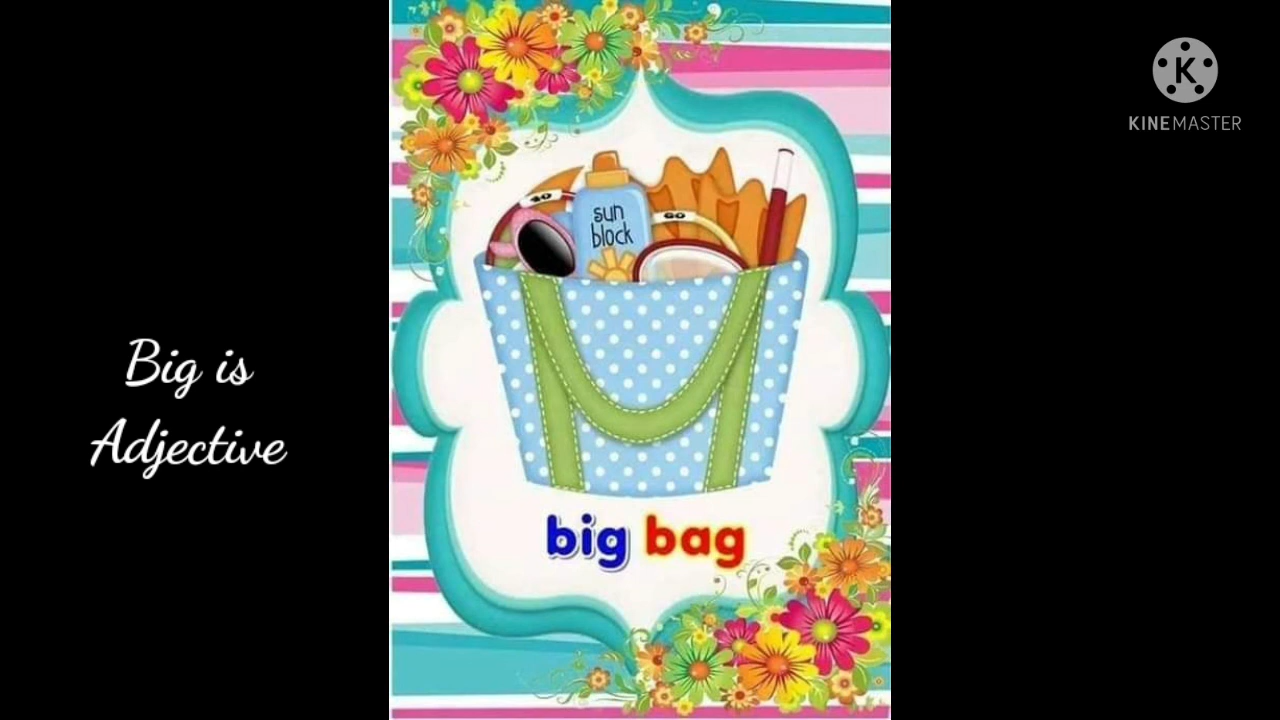 Big is
Adjective
sun
block
big bag
K
KINEMASTER